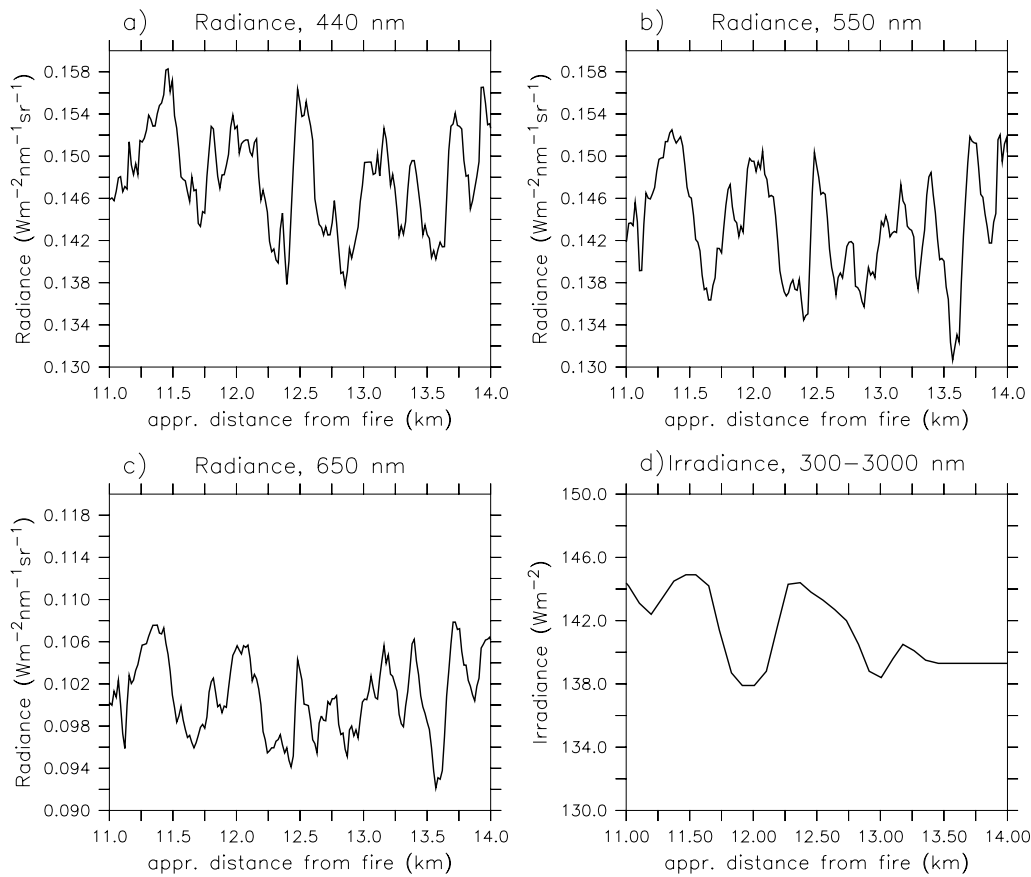 a) Radiance, 440 nm
Radiance (Wm−2nm−1sr−1)
0.158
0.154
0.150
0.146
0.142
0.138
0.134
0.130
11.0 11.5 12.0 12.5 13.0 13.5 14.0
appr. distance from fire (km)
b) Radiance, 550 nm
Radiance (Wm−2nm−1sr−1)
0.158
0.154
0.150
0.146
0.142
0.138
0.134
0.130
11.0 11.5 12.0 12.5 13.0 13.5 14.0
appr. distance from fire (km)
c) Radiance, 650 nm
Radiance (Wm−2nm−1sr−1)
0.118
0.114
0.110
0.106
0.102
0.098
0.094
0.090
11.0 11.5 12.0 12.5 13.0 13.5 14.0
appr. distance from fire (km)
d) Irradiance, 300−3000 nm
Irradiance (Wm−2)
150.0
146.0
142.0
138.0
134.0
130.0
11.00 11.50 12.00 12.50 13.00 13.50 14.00
appr. distance from fire (km)